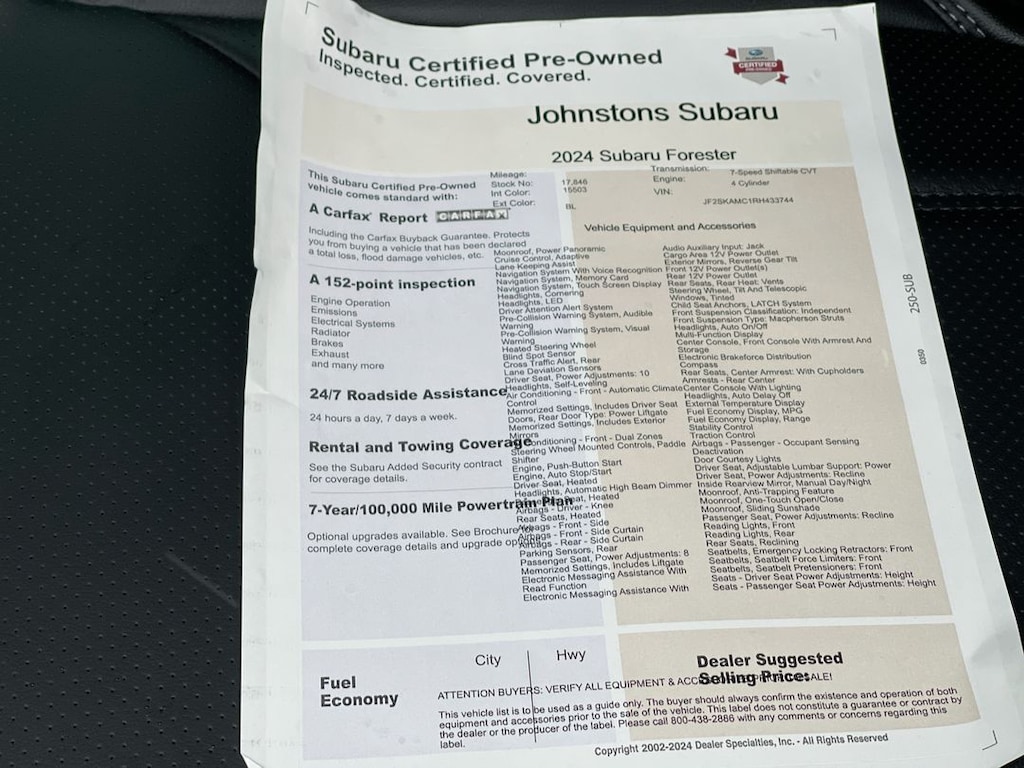 Subaru Certified Pre-Owned
Inspected. Certified. Covered.
SUBARU
CERTIFIED
Johnstons Subaru
2024 Subaru Forester
This Subaru Certified Pre-Owned
vehicle comes standard with:
A Carfax Report CARFAX
Including the Carfax Buyback Guarantee. Protects
you from buying a vehicle that has been declared
a total loss, flood damage vehicles, etc.
A 152-point inspection
Engine Operation
Emissions
Electrical Systems
Radiator
Brakes
Exhaust
and many more
24/7 Roadside Assistance
24 hours a day, 7 days a week.
Rental and Towing Coverage
See the Subaru Added Security contract
for coverage details.
7-Year/100,000 Mile Powertrain Plan
Optional upgrades available. See Brochure for
complete coverage details and upgrade options.
Mileage: 17,846
Stock No: 15503
Int Color:
Ext Color: BL
Transmission: 7-Speed Shiftable CVT
Engine: 4 Cylinder
VIN: JF2SKAMC1RH433744
Vehicle Equipment and Accessories
Moonroof, Power Panoramic
Cruise Control, Adaptive
Lane Keeping Assist
Navigation System With Voice Recognition
Navigation System, Memory Card
Navigation System, Touch Screen Display
Headlights, Cornering
Headlights, LED
Driver Attention Alert System
Pre-Collision Warning System, Audible
Warning
Pre-Collision Warning System, Visual
Warning
Heated Steering Wheel
Blind Spot Sensor
Cross Traffic Alert, Rear
Lane Deviation Sensors
Driver Seat, Power Adjustments: 10
Headlights, Self-Leveling
Air Conditioning - Front - Automatic Climate
Control
Memorized Settings, Includes Driver Seat
Doors, Rear Door Type: Power Liftgate
Memorized Settings, Includes Exterior
Mirrors
Air Conditioning - Front - Dual Zones
Steering Wheel Mounted Controls, Paddle
Shifter
Engine, Push-Button Start
Engine, Auto Stop/Start
Driver Seat, Heated
Headlights, Automatic High Beam Dimmer
Seat, Heated
Airbags - Driver - Knee
Rear Seats, Heated
Airbags - Front - Side
Airbags - Front - Side Curtain
Airbags - Rear - Side Curtain
Parking Sensors, Rear
Passenger Seat, Power Adjustments: 8
Memorized Settings, Includes Liftgate
Electronic Messaging Assistance With
Read Function
Electronic Messaging Assistance With
Audio Auxiliary Input: Jack
Cargo Area 12V Power Outlet
Exterior Mirrors, Reverse Gear Tilt
Front 12V Power Outlet(s)
Rear 12V Power Outlet
Rear Seats, Rear Heat: Vents
Steering Wheel, Tilt And Telescopic
Windows, Tinted
Child Seat Anchors, LATCH System
Front Suspension Classification: Independent
Front Suspension Type: Macpherson Struts
Headlights, Auto On/Off
Multi-Function Display
Center Console, Front Console With Armrest And
Storage
Electronic Brakeforce Distribution
Compass
Rear Seats, Center Armrest: With Cupholders
Armrests - Rear Center
Center Console With Lighting
Headlights, Auto Delay Off
External Temperature Display
Fuel Economy Display, MPG
Fuel Economy Display, Range
Stability Control
Traction Control
Airbags - Passenger - Occupant Sensing
Deactivation
Door Courtesy Lights
Driver Seat, Adjustable Lumbar Support: Power
Driver Seat, Power Adjustments: Recline
Inside Rearview Mirror, Manual Day/Night
Moonroof, Anti-Trapping Feature
Moonroof, One-Touch Open/Close
Moonroof, Sliding Sunshade
Passenger Seat, Power Adjustments: Recline
Reading Lights, Front
Reading Lights, Rear
Rear Seats, Reclining
Seatbelts, Emergency Locking Retractors: Front
Seatbelts, Seatbelt Force Limiters: Front
Seatbelts, Seatbelt Pretensioners: Front
Seats - Driver Seat Power Adjustments: Height
Seats - Passenger Seat Power Adjustments: Height
250-SUB
0350
Fuel
Economy
City
Hwy
Dealer Suggested
Selling Price:
ATTENTION BUYERS: VERIFY ALL EQUIPMENT & ACCESSORIES PRIOR TO SALE!
This vehicle list is to be used as a guide only. The buyer should always confirm the existence and operation of both
equipment and accessories prior to the sale of the vehicle. This label does not constitute a guarantee or contract by
the dealer or the producer of the label. Please call 800-438-2886 with any comments or concerns regarding this
label.
Copyright 2002-2024 Dealer Specialties, Inc. - All Rights Reserved